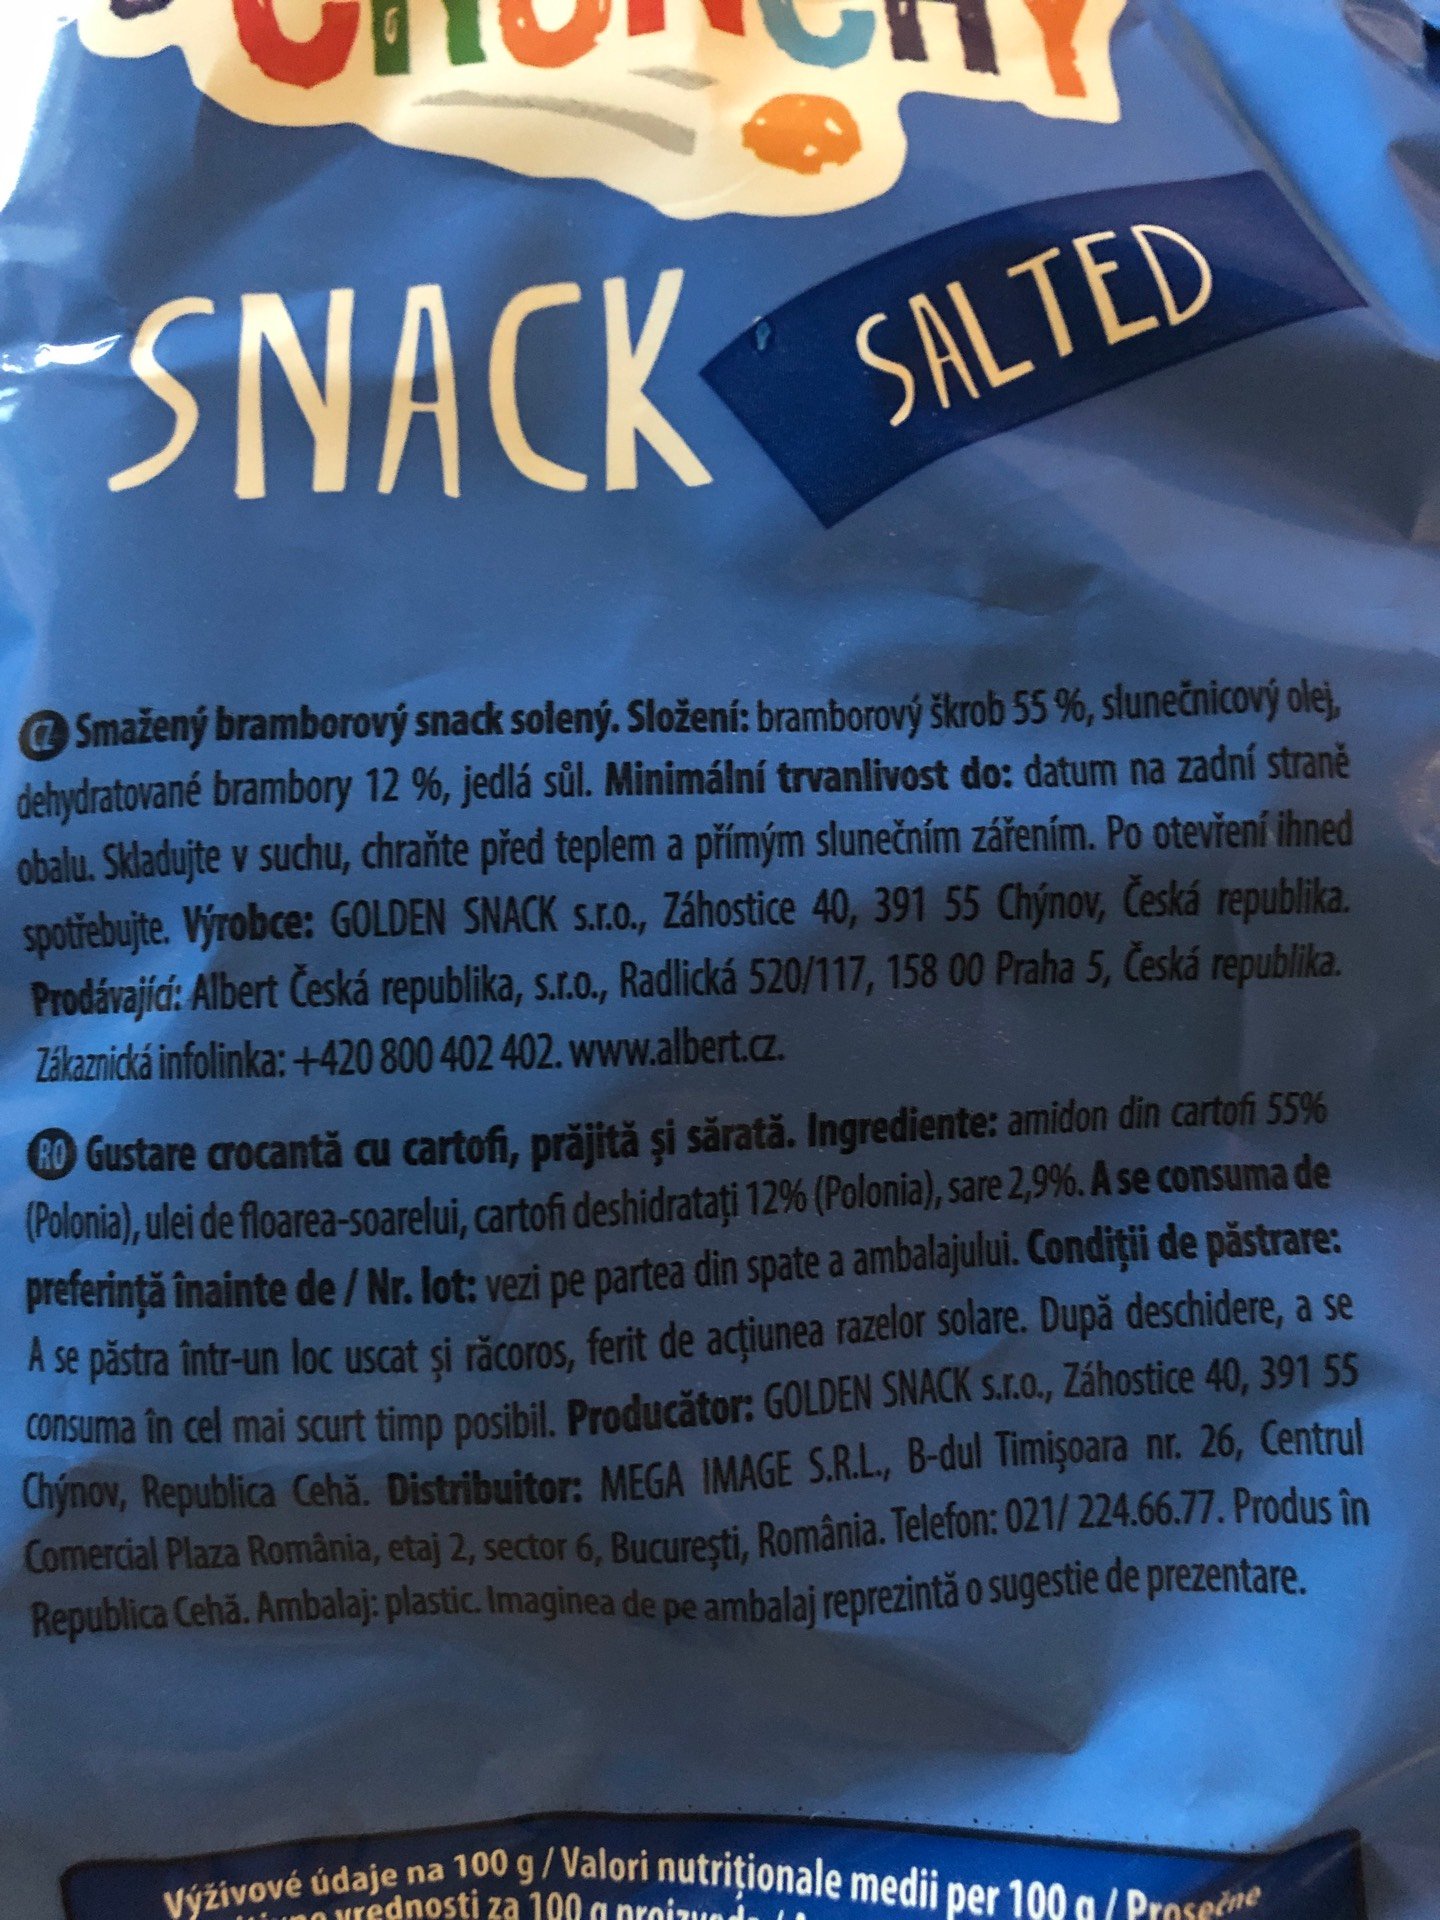 CRUNCHY
SNACK
SALTED
CZ Smažený bramborový snack solený. Složení: bramborový škrob 55 %, slunečnicový olej,
dehydratované brambory 12 %, jedlá sůl. Minimální trvanlivost do: datum na zadní straně
obalu. Skladujte v suchu, chraňte před teplem a přímým slunečním zářením. Po otevření ihned
spotřebujte. Výrobce: GOLDEN SNACK s.r.o., Záhostice 40, 391 55 Chýnov, Česká republika.
Prodávající: Albert Česká republika, s.r.o., Radlická 520/117, 158 00 Praha 5, Česká republika.
Zákaznická infolinka: +420 800 402 402. www.albert.cz.
RO Gustare crocantă cu cartofi, prăjită și sărată. Ingrediente: amidon din cartofi 55%
(Polonia), ulei de floarea-soarelui, cartofi deshidratați 12% (Polonia), sare 2,9%. A se consuma de
preferință înainte de / Nr. lot: vezi pe partea din spate a ambalajului. Condiții de păstrare:
A se păstra într-un loc uscat și răcoros, ferit de acțiunea razelor solare. După deschidere, a se
consuma în cel mai scurt timp posibil. Producător: GOLDEN SNACK s.r.o., Záhostice 40, 391 55
Chýnov, Republica Cehă. Distribuitor: MEGA IMAGE S.R.L., B-dul Timișoara nr. 26, Centrul
Comercial Plaza România, etaj 2, sector 6, București, România. Telefon: 021/ 224.66.77. Produs în
Republica Cehă. Ambalaj: plastic. Imaginea de pe ambalaj reprezintă o sugestie de prezentare.
Výživové údaje na 100 g / Valori nutriționale medii per 100 g / Prosečne
vrednosti za 100 g proizvoda /